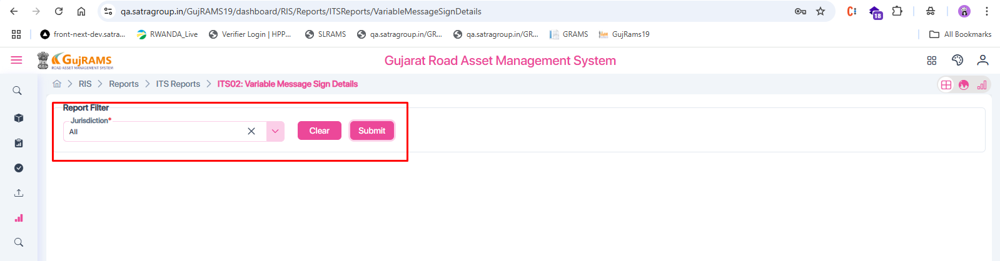 qa.satragroup.in/GujRAMS19/dashboard/RIS/Reports/ITSReports/VariableMessageSignDetails
18
front-next-dev.satra... RWANDA_Live Verifier Login | HPP... SLRAMS qa.satragroup.in/GR... qa.satragroup.in/GR... GRAMS GujRams19 All Bookmarks
GUJRAMS
ROAD ASSET MANAGEMENT SYSTEM
Gujarat Road Asset Management System
RIS > Reports > ITS Reports > ITS02: Variable Message Sign Details
Report Filter
Jurisdiction*
All
Clear Submit